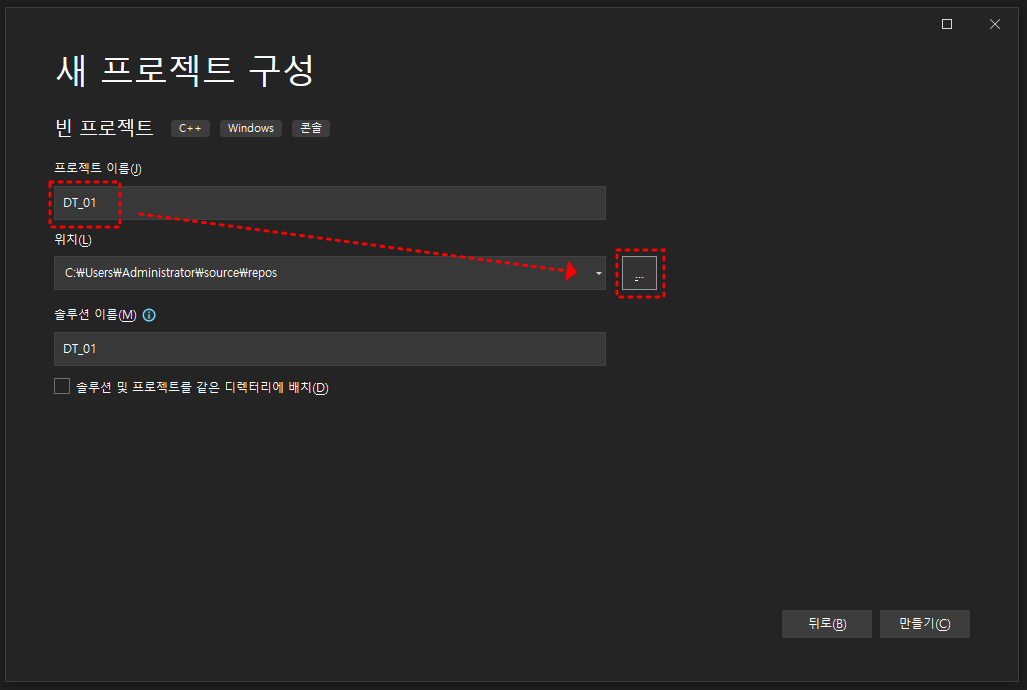 새 프로젝트 구성
빈 프로젝트 C++ Windows 콘솔
프로젝트 이름(J)
DT_01
위치(L)
C:₩Users₩Administrator₩source₩repos
...
솔루션 이름(M)
DT_01
솔루션 및 프로젝트를 같은 디렉터리에 배치(D)
뒤로(B) 만들기(C)